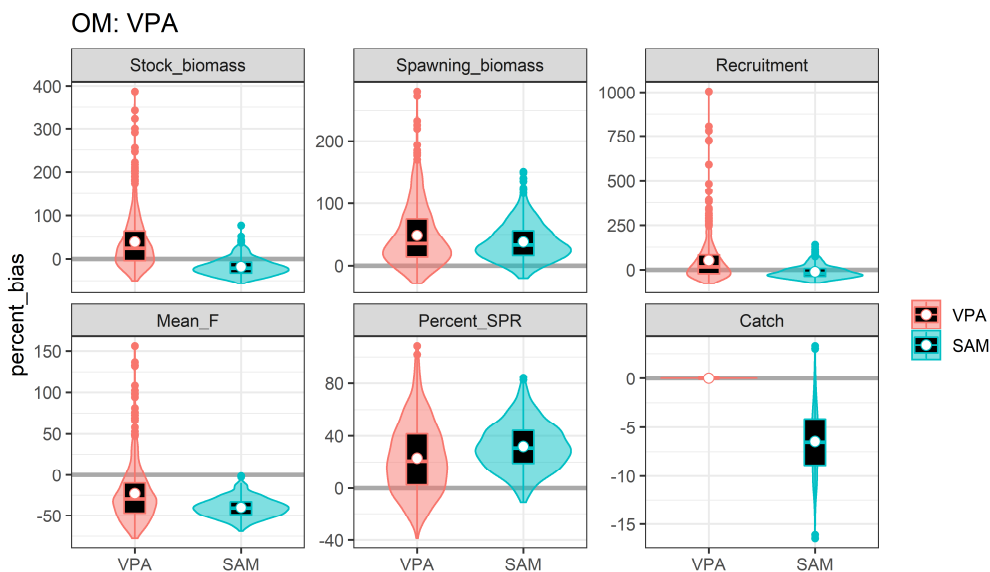 OM: VPA
Stock_biomass
400
300
200
100
0
Spawning_biomass
200
100
0
Recruitment
1000
750
500
250
0
percent_bias
Mean_F
150
100
50
0
-50
VPA SAM
Percent_SPR
80
40
0
-40
VPA SAM
Catch
0
-5
-10
-15
VPA SAM
VPA
SAM